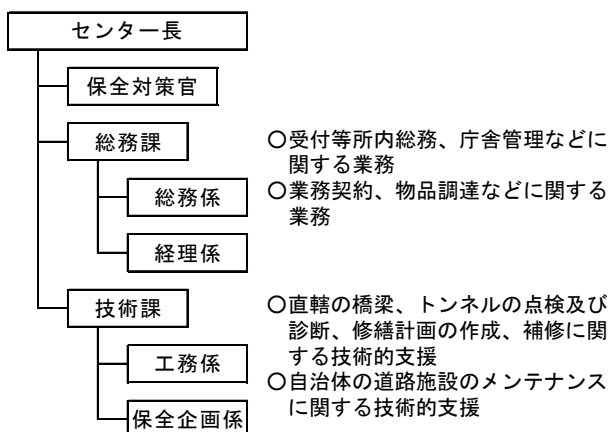 センター長
保全対策官
総務課
○受付等所内総務、庁舎管理などに
関する業務
総務係
○業務契約、物品調達などに関する
業務
経理係
技術課
○直轄の橋梁、トンネルの点検及び
診断、修繕計画の作成、補修に関
する技術的支援
工務係
○自治体の道路施設のメンテナンス
に関する技術的支援
保全企画係